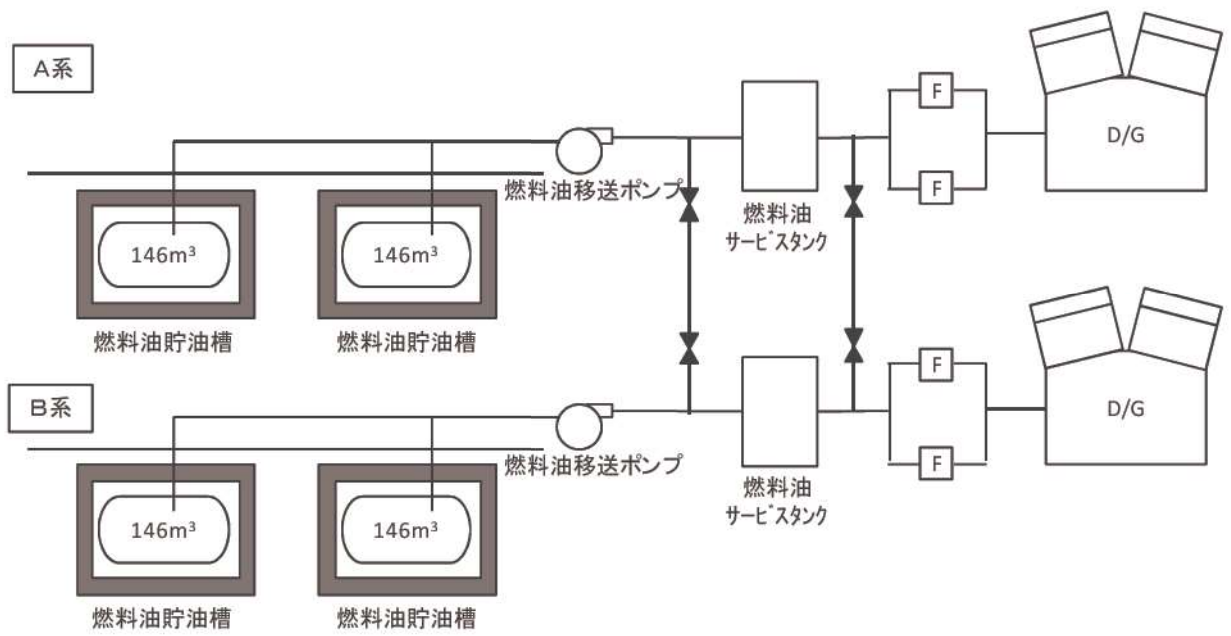 A系
F
D/G
F
燃料油移送ポンプ
燃料油
サービスタンク
146m³
146m³
燃料油貯油槽
燃料油貯油槽
B系
F
D/G
F
燃料油移送ポンプ
燃料油
サービスタンク
146m³
146m³
燃料油貯油槽
燃料油貯油槽